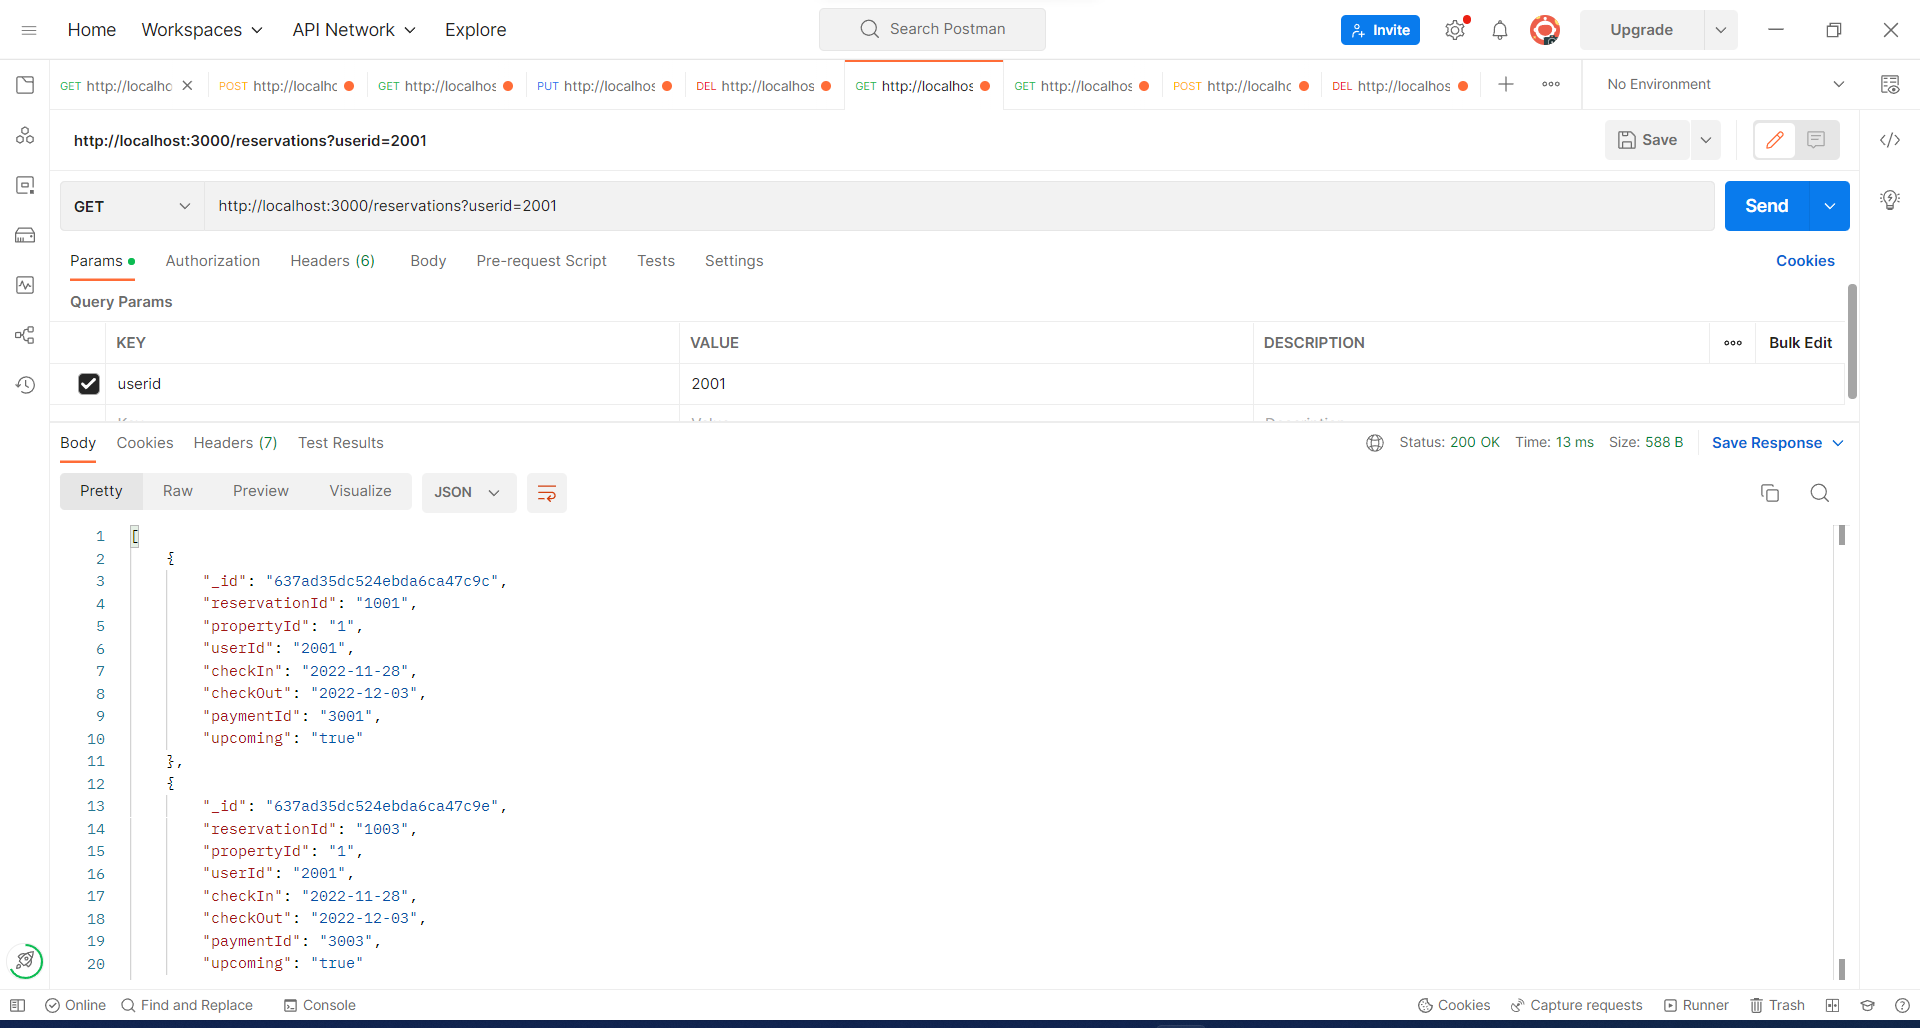 Home Workspaces API Network Explore Search Postman Invite Upgrade
GET http://localho POST http://localhc GET http://localhos PUT http://localhos DEL http://localhos GET http://localhos GET http://localhos POST http://localhc DEL http://localhos No Environment
http://localhost:3000/reservations?userid=2001 Save
GET http://localhost:3000/reservations?userid=2001 Send
Params Authorization Headers (6) Body Pre-request Script Tests Settings Cookies
Query Params
KEY VALUE DESCRIPTION Bulk Edit
userid 2001
Body Cookies Headers (7) Test Results Status: 200 OK Time: 13 ms Size: 588 B Save Response
Pretty Raw Preview Visualize JSON
1 [
2 {
3 "_id": "637ad35dc524ebda6ca47c9c",
4 "reservationId": "1001",
5 "propertyId": "1",
6 "userId": "2001",
7 "checkIn": "2022-11-28",
8 "checkOut": "2022-12-03",
9 "paymentId": "3001",
10 "upcoming": "true"
11 },
12 {
13 "_id": "637ad35dc524ebda6ca47c9e",
14 "reservationId": "1003",
15 "propertyId": "1",
16 "userId": "2001",
17 "checkIn": "2022-11-28",
18 "checkOut": "2022-12-03",
19 "paymentId": "3003",
20 "upcoming": "true"
Online Find and Replace Console Cookies Capture requests Runner Trash